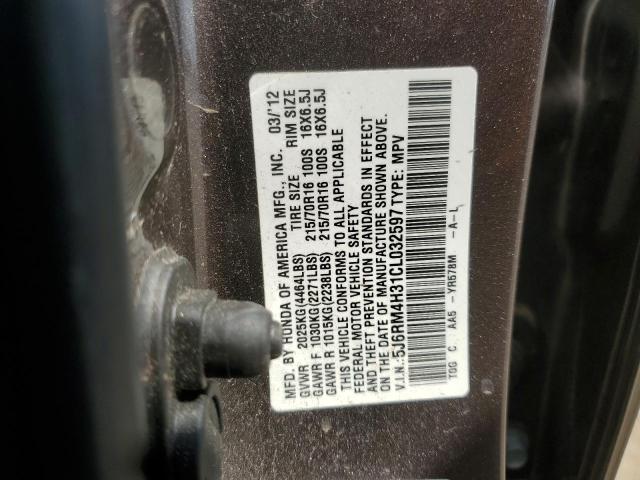 MFD. BY HONDA OF AMERICA MFG., INC. 03/'12
GVWR 2025KG(4464LBS) TIRE SIZE RIM SIZE
GAWR F 1030KG(2271LBS) 215/70R16 100S 16X6.5J
GAWR R 1015KG(2238LBS) 215/70R16 100S 16X6.5J
THIS VEHICLE CONFORMS TO ALL APPLICABLE
FEDERAL MOTOR VEHICLE SAFETY
AND THEFT PREVENTION STANDARDS IN EFFECT
ON THE DATE OF MANUFACTURE SHOWN ABOVE.
V.I.N.:5J6RM4H31CL032597 TYPE: MPV
TOG C AA5 -YR578M -A-L